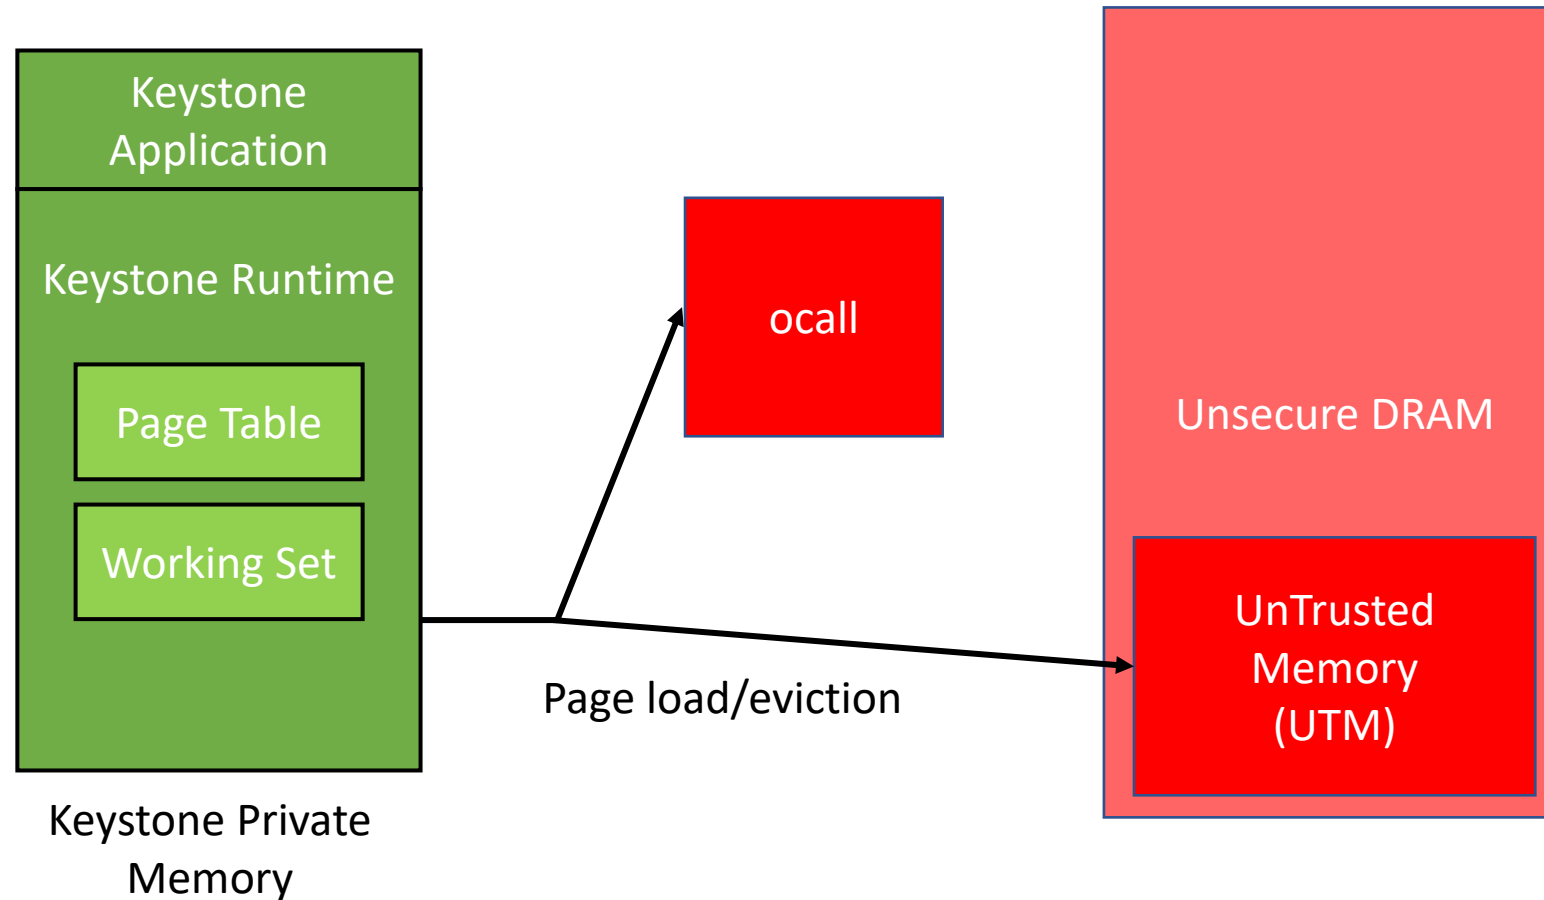 Keystone
Application
Keystone Runtime
Page Table
Working Set
Keystone Private
Memory
ocall
Page load/eviction
Unsecure DRAM
UnTrusted
Memory
(UTM)